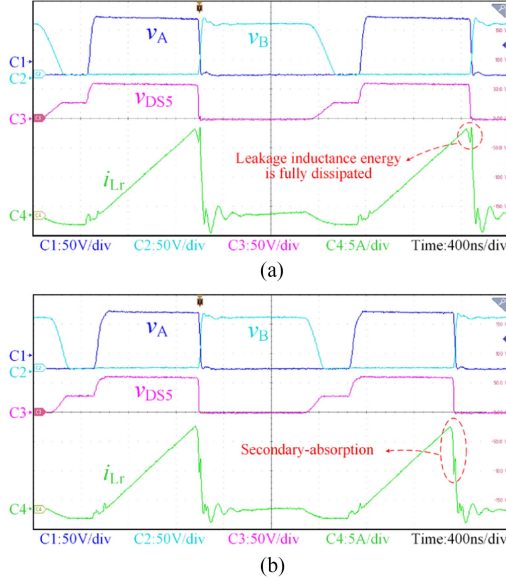 vA
vB
C1
C2
vDS5
C3
Leakage inductance energy
is fully dissipated
iLr
C4
C1:50V/div C2:50V/div C3:50V/div C4:5A/div Time:400ns/div
(a)
vA
vB
C1
C2
vDS5
C3
Secondary-absorption
iLr
C4
C1:50V/div C2:50V/div C3:50V/div C4:5A/div Time:400ns/div
(b)